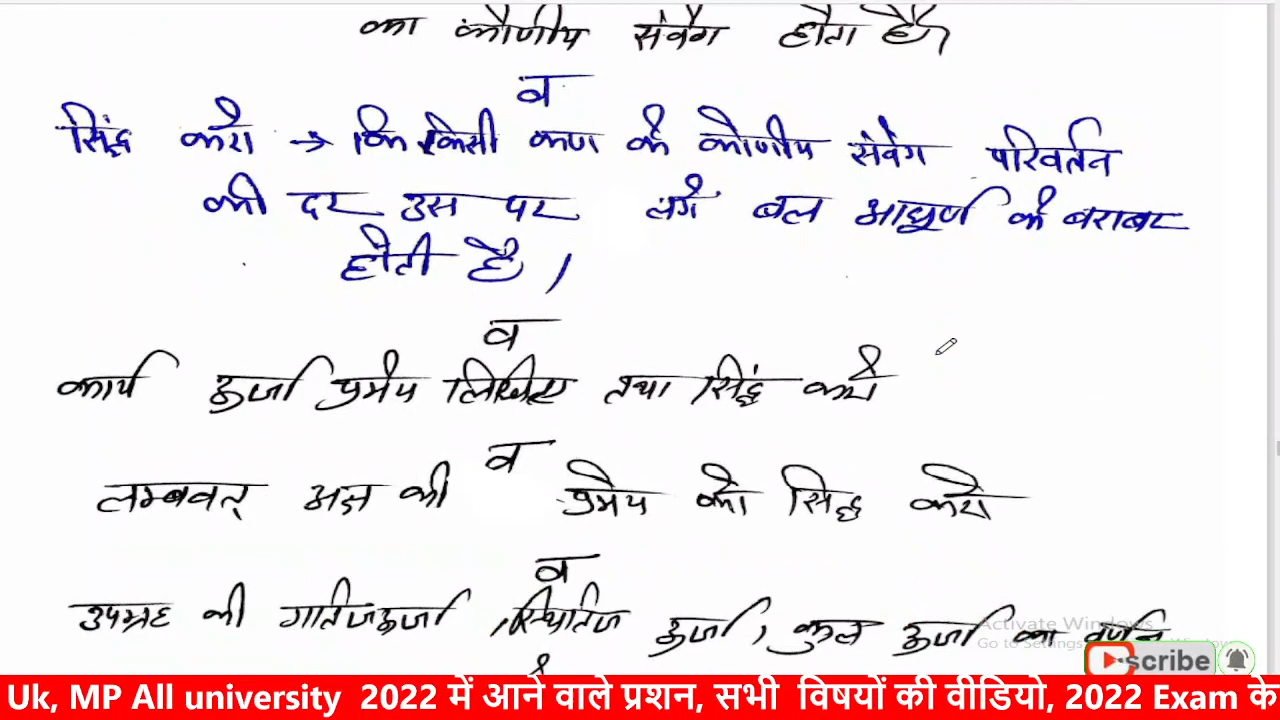 का कोणीय संवेग होता है।
व
सिद्ध करो → कि किसी कण के कोणीय संवेग परिवर्तन
की दर उस पर लगे बल आघूर्ण के बराबर
होती है।
व
कार्य ऊर्जा प्रमेय लिखिए तथा सिद्ध करो
व
लम्बवत् अक्ष की प्रमेय को सिद्ध करो
व
उपग्रह की गतिज ऊर्जा, स्थितिज ऊर्जा, कुल ऊर्जा का वर्णन
Activate Windows
Go to Settings Windows
scribe
Uk, MP All university 2022 में आने वाले प्रशन, सभी विषयों की वीडियो, 2022 Exam के